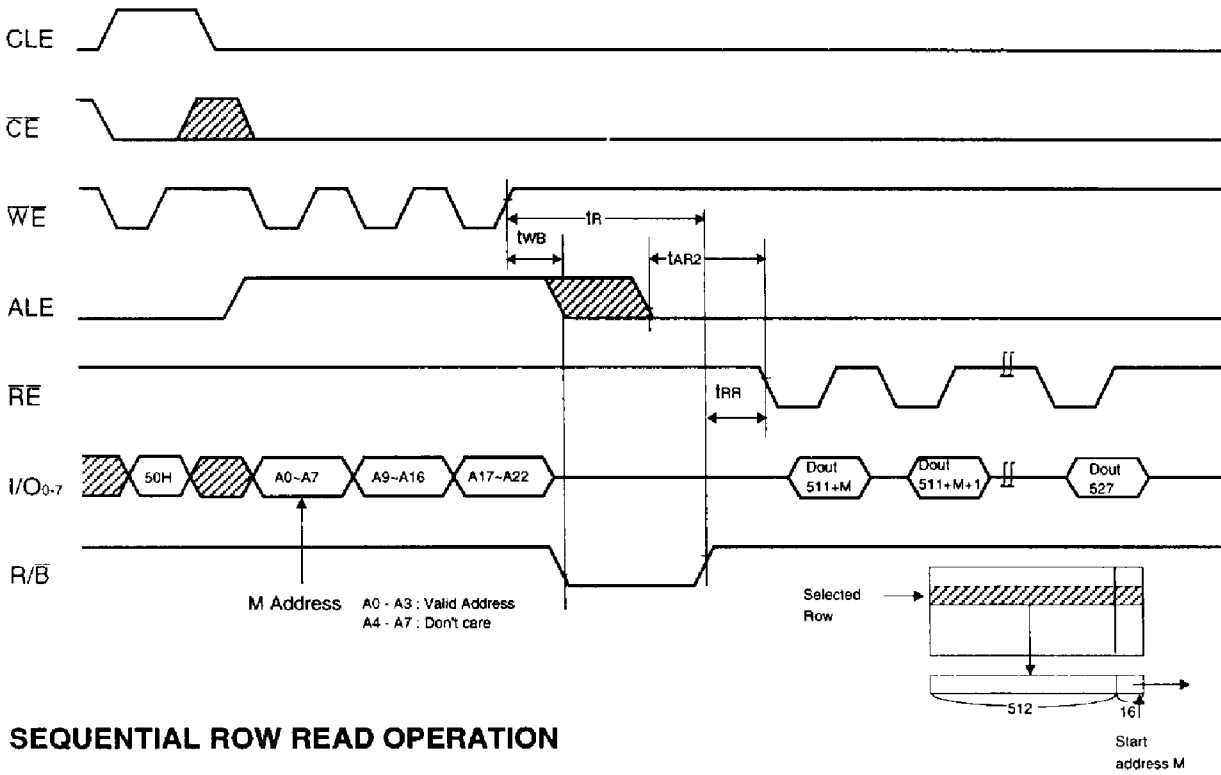 CLE
CE
WE
tR
tWB
tAR2
ALE
RE
tRR
I/O0-7
50H
A0~A7
A9~A16
A17~A22
Dout
511+M
Dout
511+M+1
Dout
527
R/B
M Address
A0 - A3 : Valid Address
A4 - A7 : Don't care
Selected
Row
512
16
Start
address M
SEQUENTIAL ROW READ OPERATION